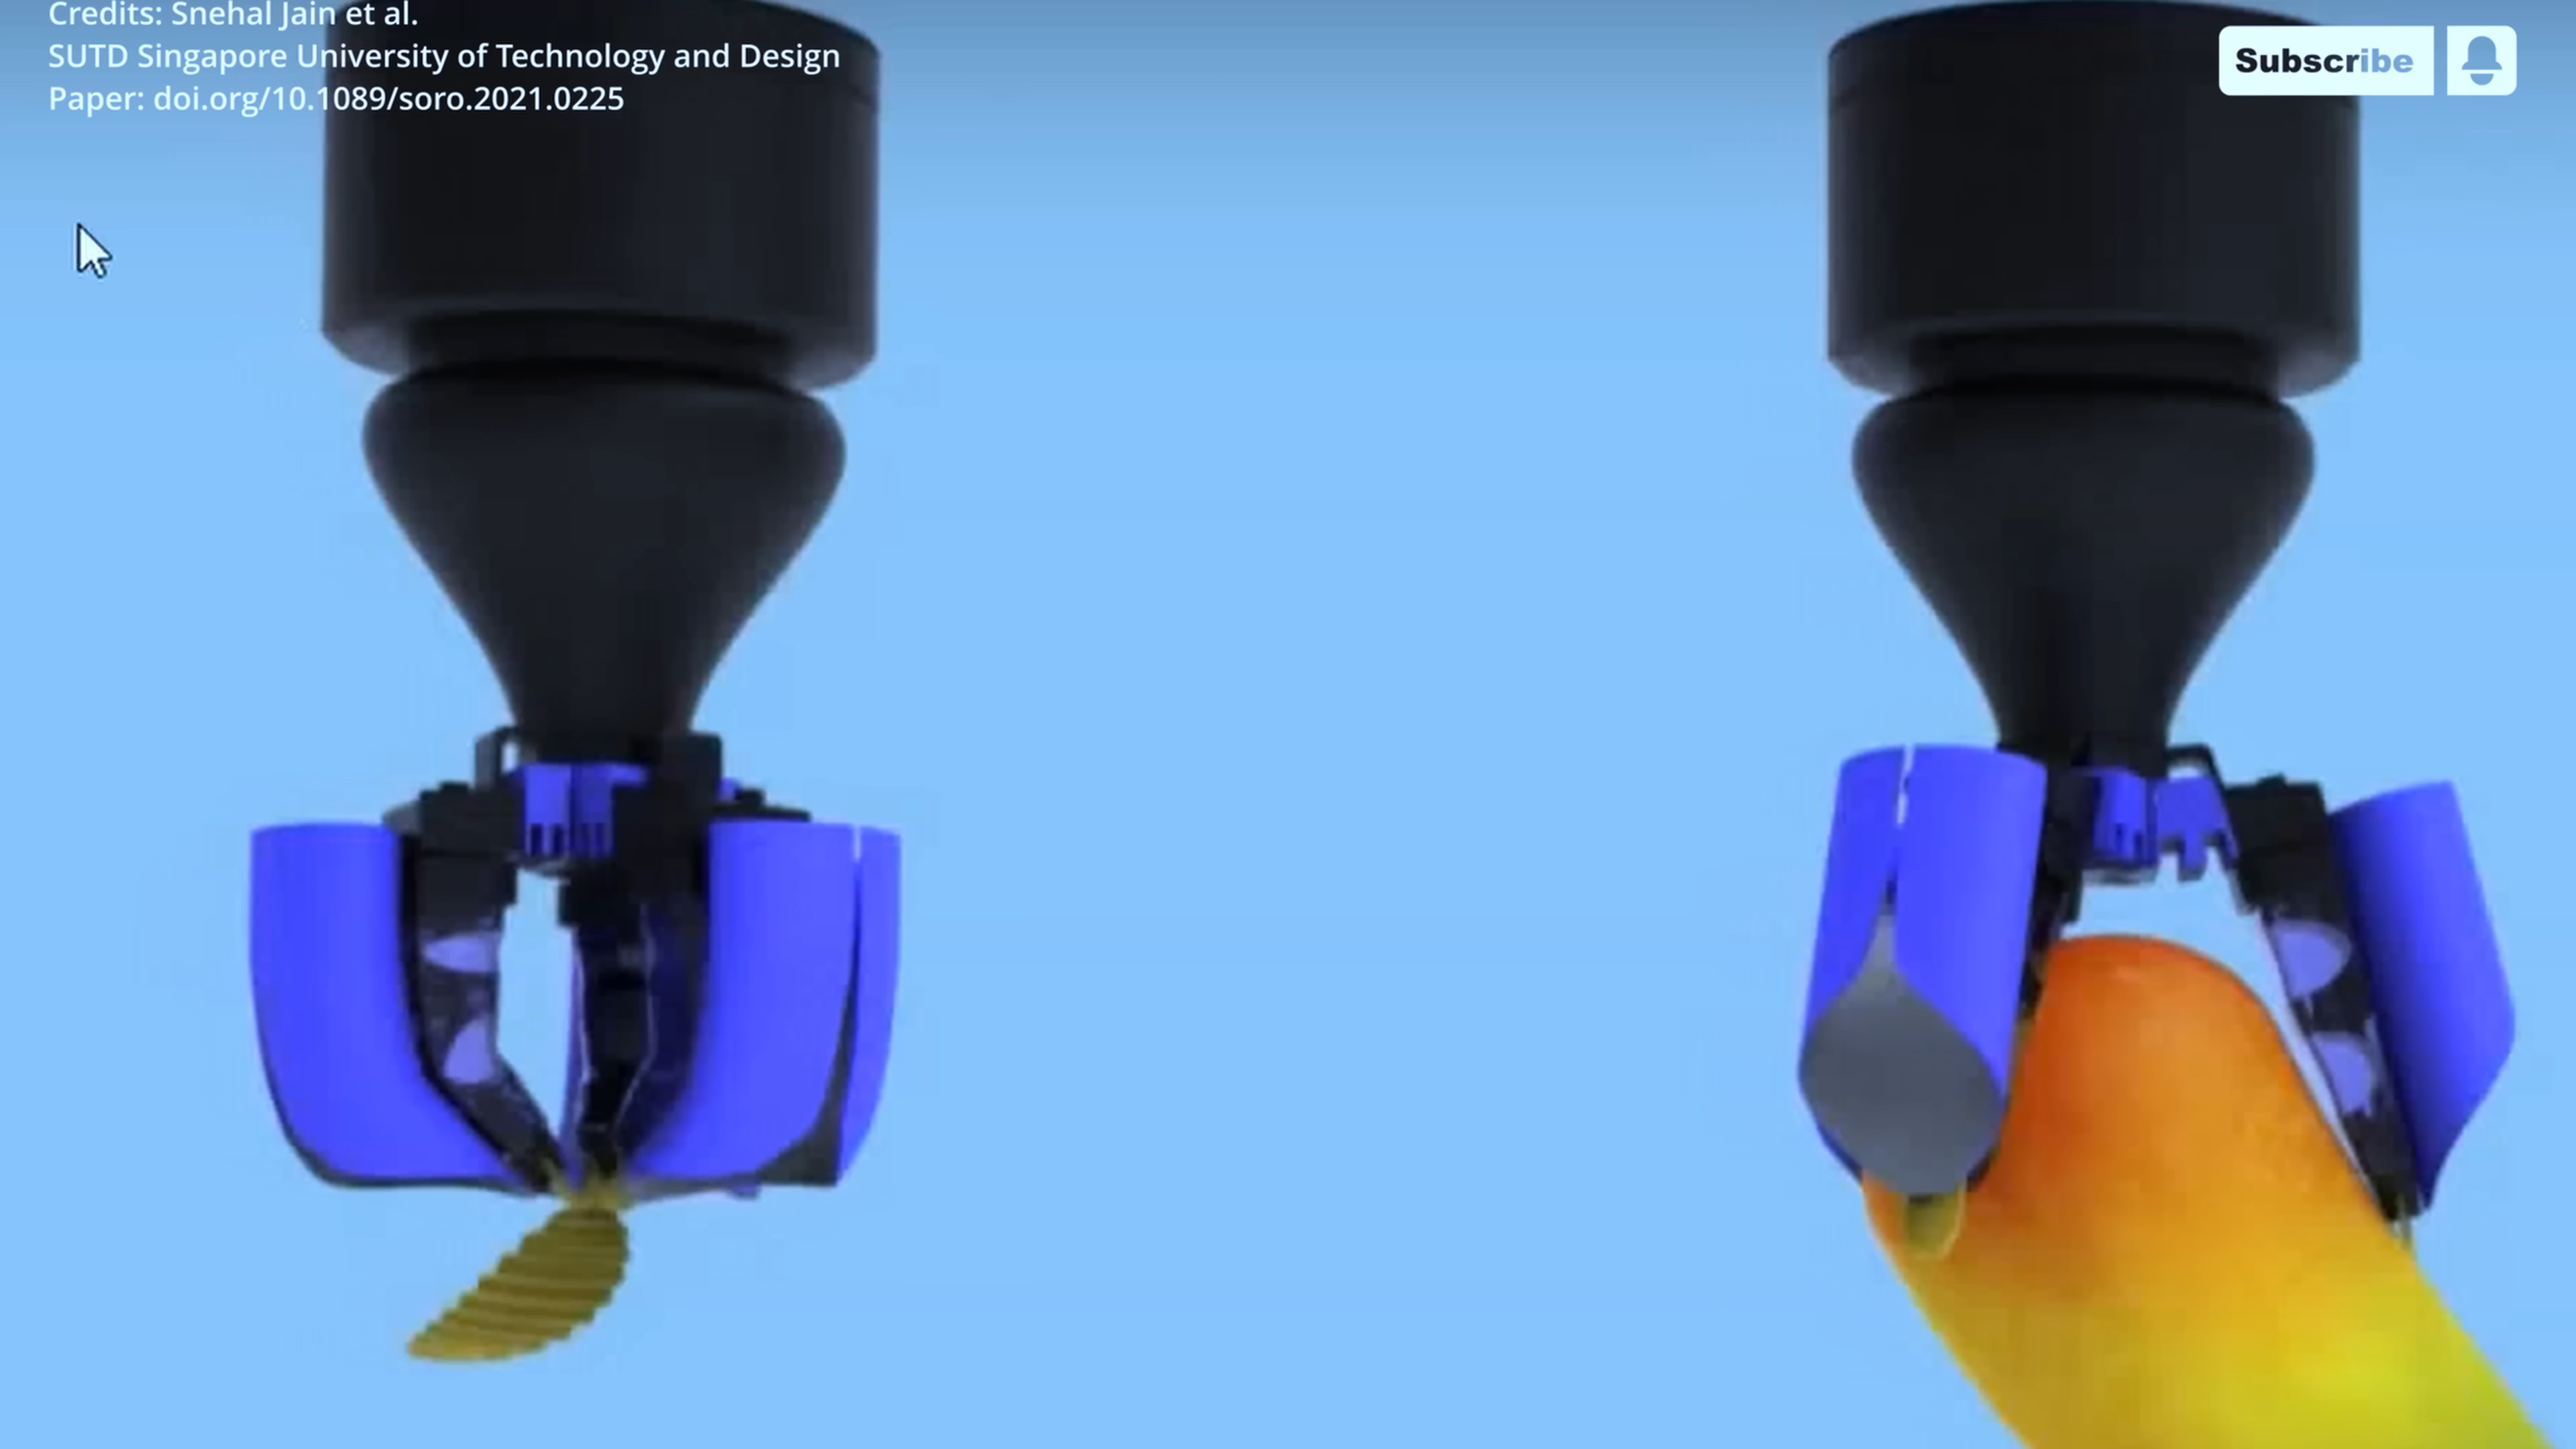 Credits: Snehal Jain et al.
SUTD Singapore University of Technology and Design
Paper: doi.org/10.1089/soro.2021.0225
Subscribe